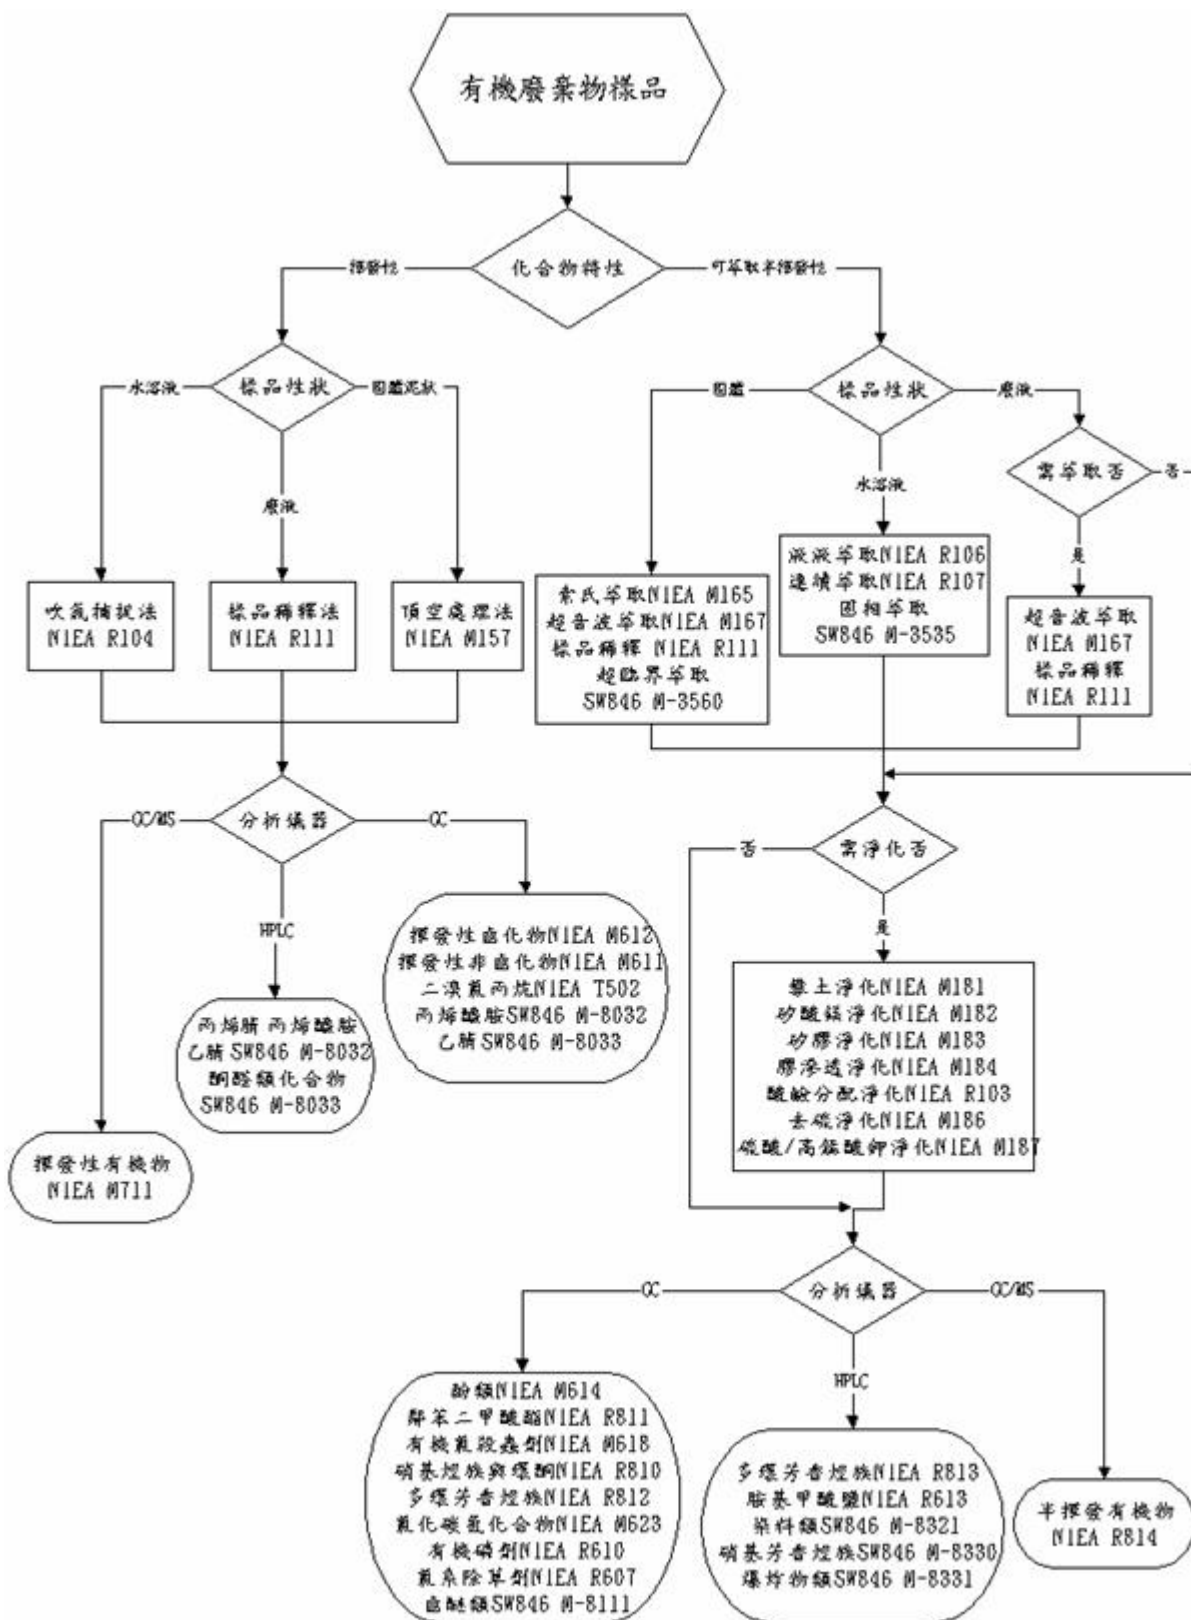 有機廢棄物樣品
化合物特性
揮發性
可萃取半揮發性
樣品性狀
水溶液
固體泥狀
廢液
樣品性狀
固體
廢液
水溶液
需萃取否
否
是
吹氣捕捉法
NIEA R104
樣品稀釋法
NIEA R111
頂空處理法
NIEA M157
索氏萃取NIEA M165
超音波萃取NIEA M167
樣品稀釋 NIEA R111
超臨界萃取
SW846 M-3560
液液萃取NIEA R106
連續萃取NIEA R107
固相萃取
SW846 M-3535
超音波萃取
NIEA M167
樣品稀釋
NIEA R111
分析儀器
GC/MS
GC
HPLC
揮發性鹵化物NIEA M612
揮發性非鹵化物NIEA M611
二溴氯丙烷NIEA T502
丙烯醯胺SW846 M-8032
乙腈SW846 M-8033
丙烯腈 丙烯醯胺
乙腈SW846 M-8032
酮醛類化合物
SW846 M-8033
揮發性有機物
NIEA M711
需淨化否
否
是
礬土淨化NIEA M181
矽酸鎂淨化NIEA M182
矽膠淨化NIEA M183
膠滲透淨化NIEA M184
酸鹼分配淨化NIEA R103
去硫淨化NIEA M186
硫酸/高錳酸鉀淨化NIEA M187
分析儀器
GC
GC/MS
HPLC
酚類NIEA M614
鄰苯二甲酸酯NIEA R811
有機氯殺蟲劑NIEA M618
硝基烴族與環酮NIEA R810
多環芳香烴族NIEA R812
氯化碳氫化合物NIEA M623
有機磷劑NIEA R610
氯系除草劑NIEA R607
鹵醚類SW846 M-8111
多環芳香烴族NIEA R813
胺基甲酸鹽NIEA R613
染料類SW846 M-8321
硝基芳香烴族SW846 M-8330
爆炸物類SW846 M-8331
半揮發有機物
NIEA R814